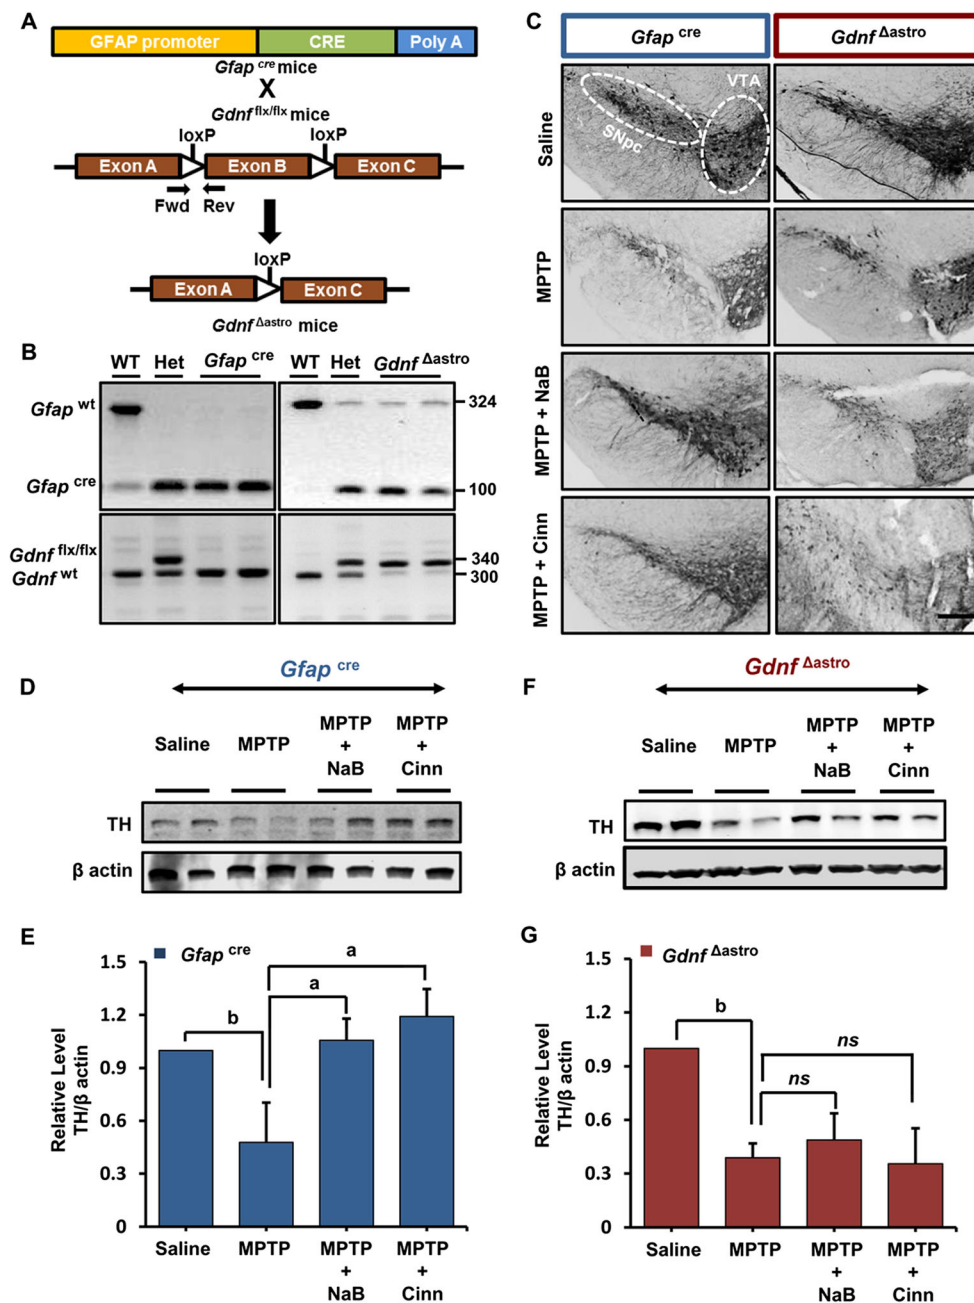 A
GFAP promoter CRE Poly A
Gfap cre mice
X
Gdnf flx/flx mice
loxP loxP
Exon A Exon B Exon C
Fwd Rev
loxP
Exon A Exon C
Gdnf Δastro mice
B
WT Het Gfap cre WT Het Gdnf Δastro
Gfap wt 324
Gfap cre 100
Gdnf flx/flx 340
Gdnf wt 300
C
Gfap cre Gdnf Δastro
Saline
SNpc
VTA
MPTP
MPTP + NaB
MPTP + Cinn
D
Gfap cre
Saline MPTP MPTP + NaB MPTP + Cinn
TH
β actin
F
Gdnf Δastro
Saline MPTP MPTP + NaB MPTP + Cinn
TH
β actin
E
Gfap cre
Relative Level
TH/β actin
1.5
1.2
0.9
0.6
0.3
0
b
a
a
Saline MPTP MPTP + NaB MPTP + Cinn
G
Gdnf Δastro
Relative Level
TH/β actin
1.5
1.2
0.9
0.6
0.3
0
b
ns
ns
Saline MPTP MPTP + NaB MPTP + Cinn